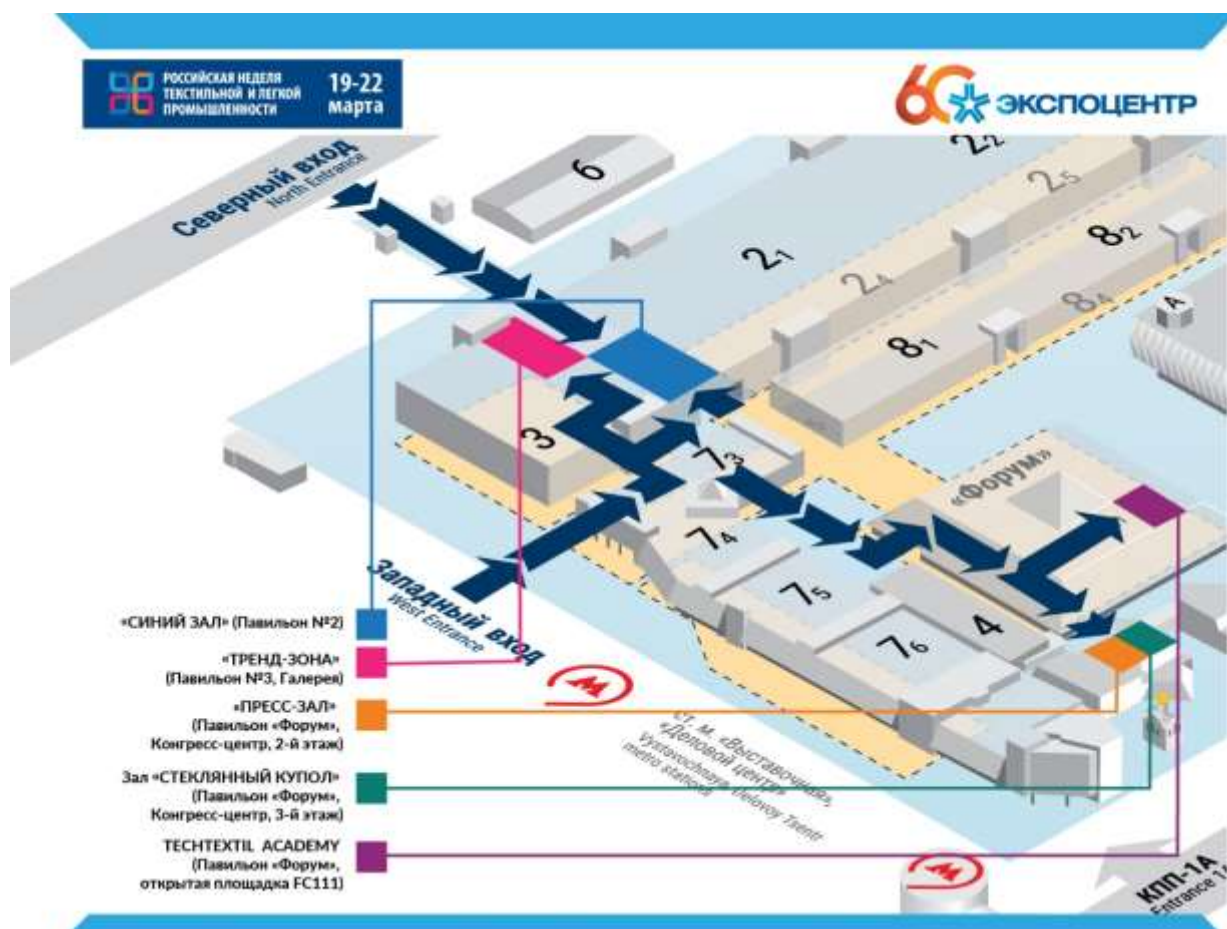 РОССИЙСКАЯ НЕДЕЛЯ
ТЕКСТИЛЬНОЙ И ЛЕГКОЙ
ПРОМЫШЛЕННОСТИ
19-22
марта
60
ЭКСПОЦЕНТР
Северный вход
North Entrance
6
2₂
2₅
2₁
2₄
8₂
8₄
8₁
A
3
7₃
«Форум»
7₄
7₅
4
7₆
Западный вход
West Entrance
«СИНИЙ ЗАЛ» (Павильон №2)
«ТРЕНД-ЗОНА»
(Павильон №3, Галерея)
«ПРЕСС-ЗАЛ»
(Павильон «Форум»,
Конгресс-центр, 2-й этаж)
Зал «СТЕКЛЯННЫЙ КУПОЛ»
(Павильон «Форум»,
Конгресс-центр, 3-й этаж)
TECHTEXTIL ACADEMY
(Павильон «Форум»,
открытая площадка FC111)
М
ст. м. «Выставочная»,
«Деловой центр»
Vystavochnaya, Delovoy Tsentr
metro stations
М
КПП-1А
Entrance 1A